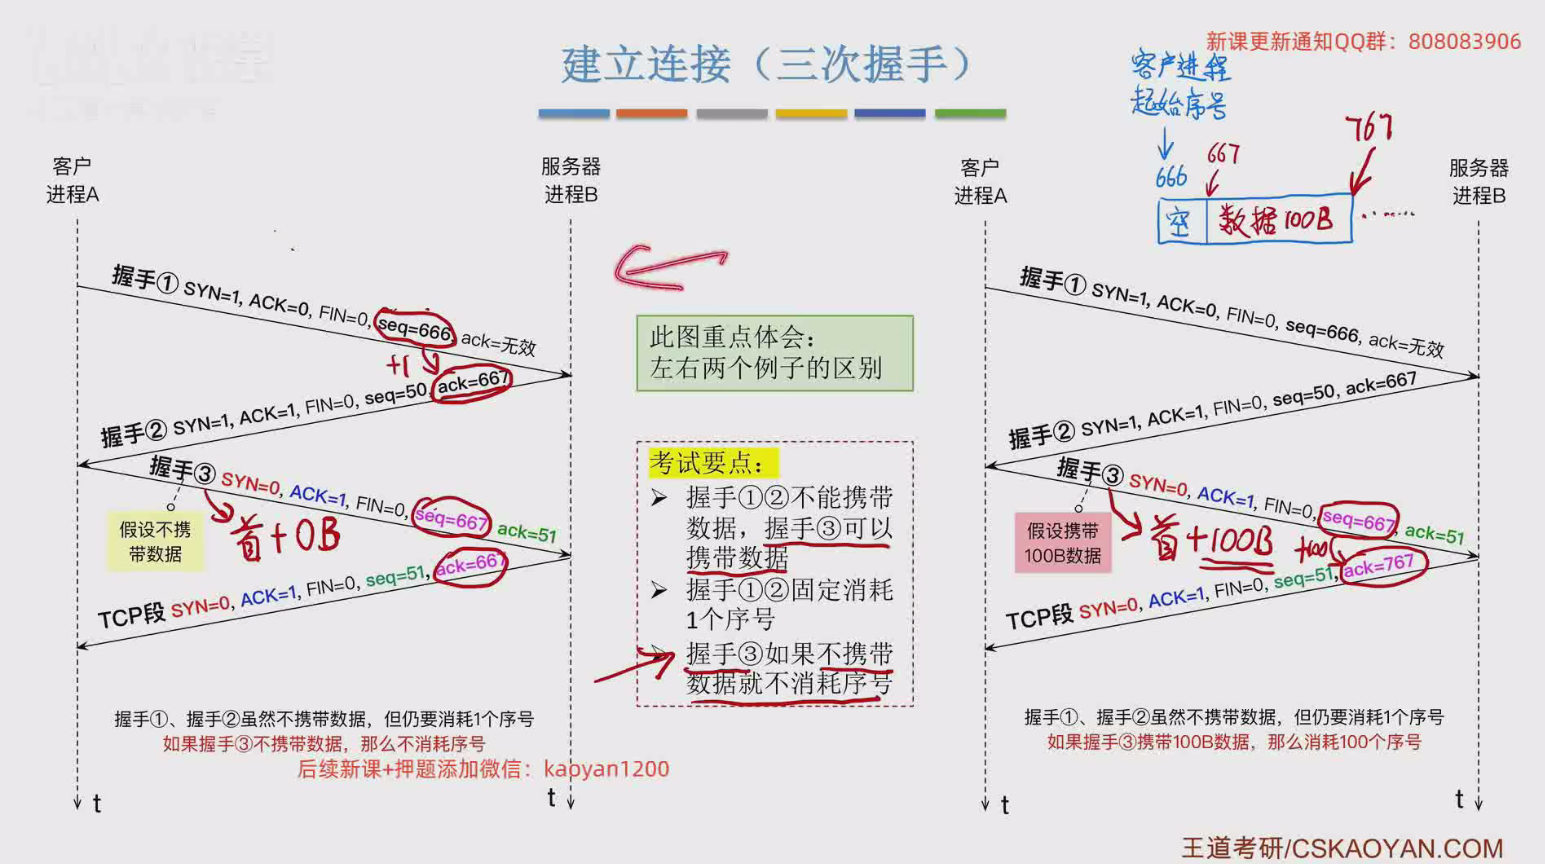 建立连接（三次握手）
新课更新通知QQ群：808083906
客户进程
起始序号
666
667
767
空
数据100B
……
客户
进程A
服务器
进程B
握手① SYN=1, ACK=0, FIN=0, seq=666, ack=无效
+1
握手② SYN=1, ACK=1, FIN=0, seq=50, ack=667
握手③ SYN=0, ACK=1, FIN=0, seq=667 ack=51
假设不携
带数据
首+0B
TCP段 SYN=0, ACK=1, FIN=0, seq=51, ack=667
握手①、握手②虽然不携带数据，但仍要消耗1个序号
如果握手③不携带数据，那么不消耗序号
t
t
此图重点体会：
左右两个例子的区别
考试要点：
➢ 握手①②不能携带
数据，握手③可以
携带数据
➢ 握手①②固定消耗
1个序号
➢ 握手③如果不携带
数据就不消耗序号
客户
进程A
服务器
进程B
握手① SYN=1, ACK=0, FIN=0, seq=666, ack=无效
握手② SYN=1, ACK=1, FIN=0, seq=50, ack=667
握手③ SYN=0, ACK=1, FIN=0, seq=667, ack=51
假设携带
100B数据
首+100B
+100
TCP段 SYN=0, ACK=1, FIN=0, seq=51, ack=767
握手①、握手②虽然不携带数据，但仍要消耗1个序号
如果握手③携带100B数据，那么消耗100个序号
t
t
后续新课+押题添加微信：kaoyan1200
王道考研/CSKAOYAN.COM